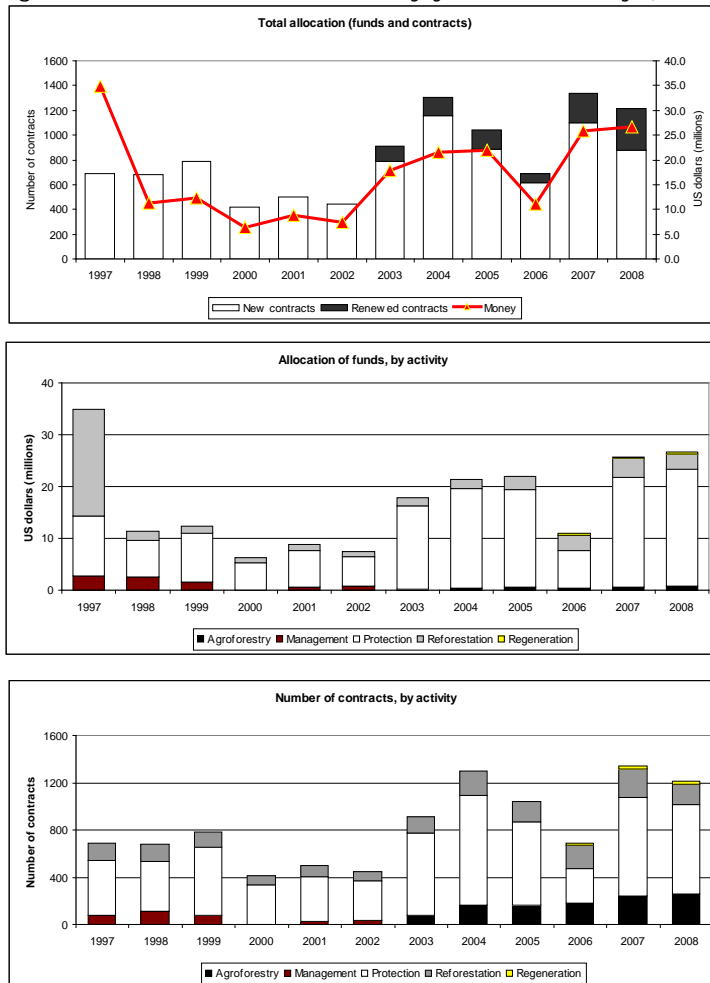 Total allocation (funds and contracts)
1600 40.0
1400 35.0
1200 30.0
1000 25.0
800 20.0
600 15.0
400 10.0
200 5.0
0 0.0
Number of contracts
US dollars (millions)
1997 1998 1999 2000 2001 2002 2003 2004 2005 2006 2007 2008
New contracts Renewed contracts Money
Allocation of funds, by activity
40
30
20
10
0
US dollars (millions)
1997 1998 1999 2000 2001 2002 2003 2004 2005 2006 2007 2008
Agroforestry Management Protection Reforestation Regeneration
Number of contracts, by activity
1600
1200
800
400
0
Number of contracts
1997 1998 1999 2000 2001 2002 2003 2004 2005 2006 2007 2008
Agroforestry Management Protection Reforestation Regeneration